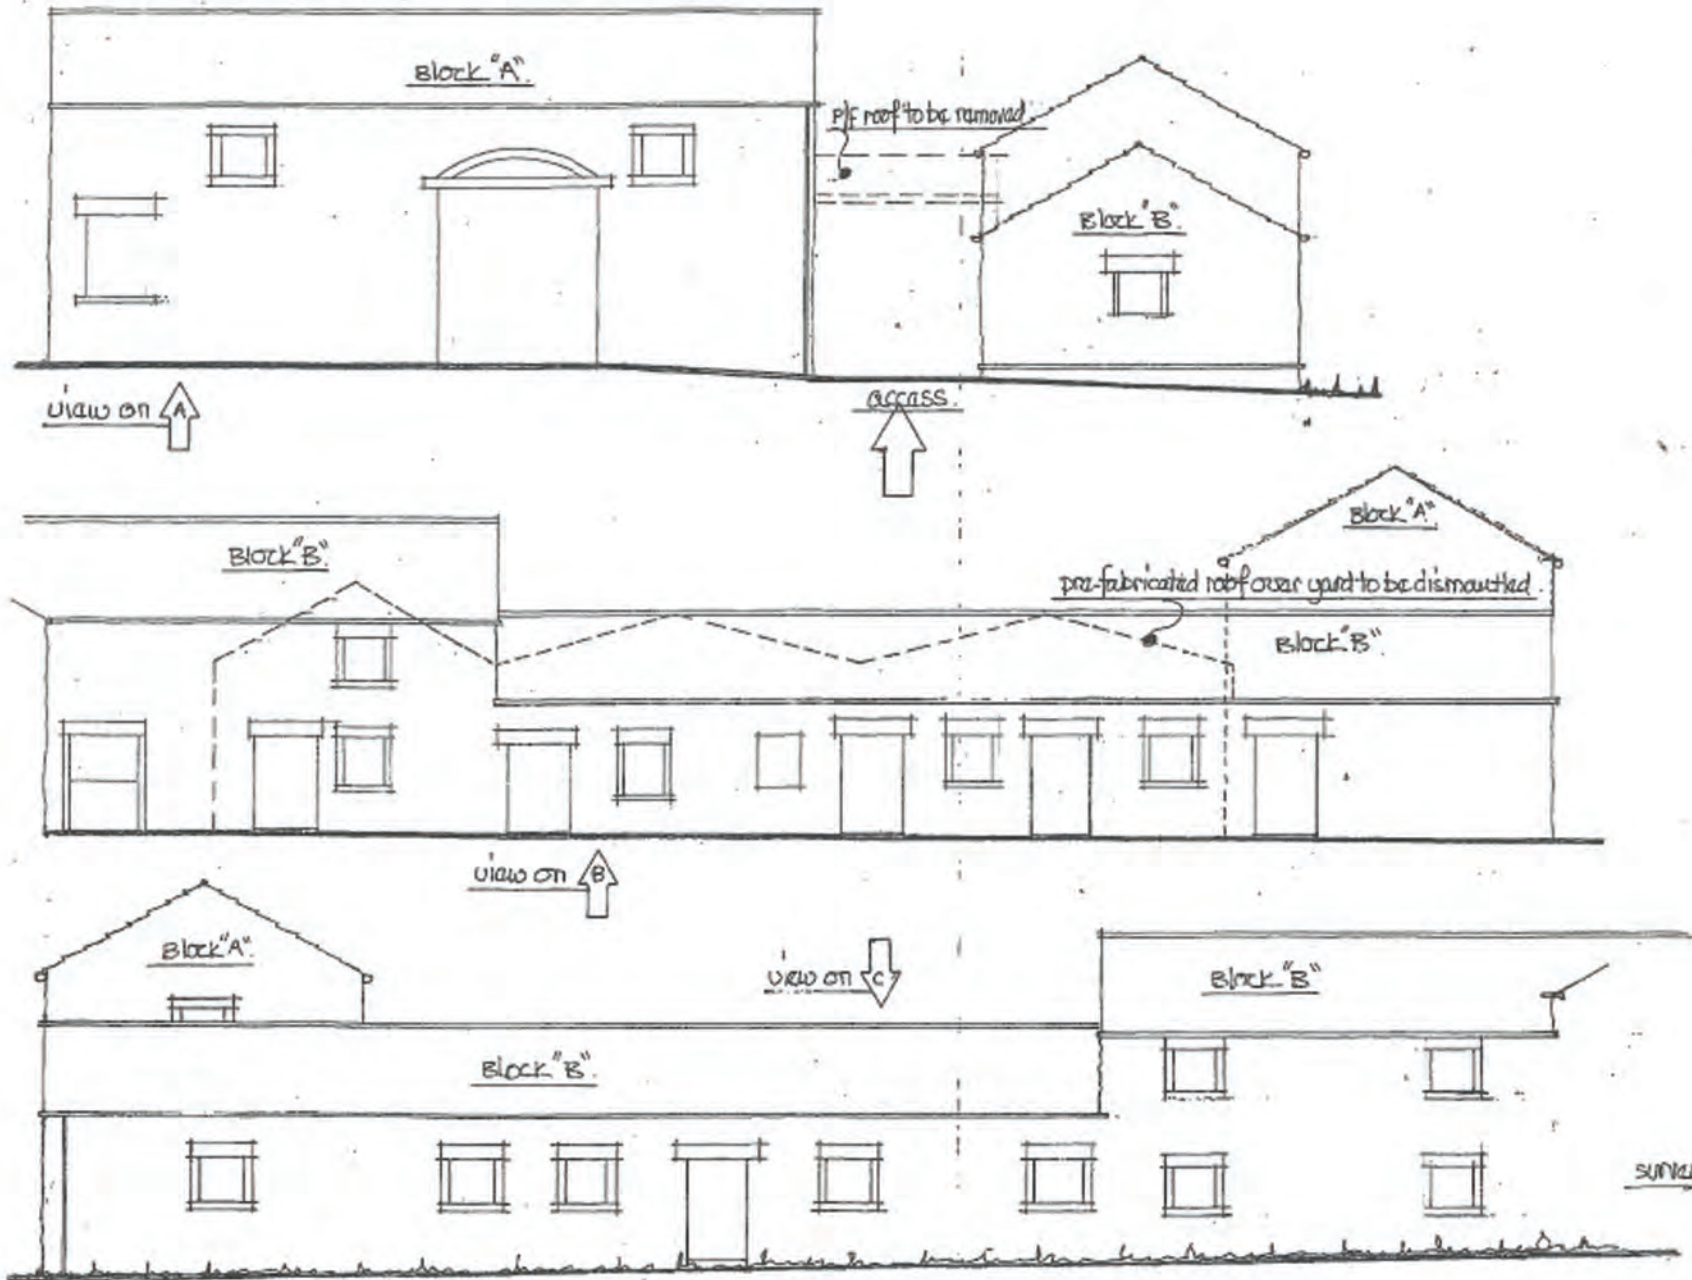 Block "A".
P/F roof to be removed.
Block "B".
view on A
access.
Block "B".
Block "A".
pre-fabricated roof over yard to be dismantled.
Block "B".
view on B
Block "A".
view on C
Block "B"
Block "B".